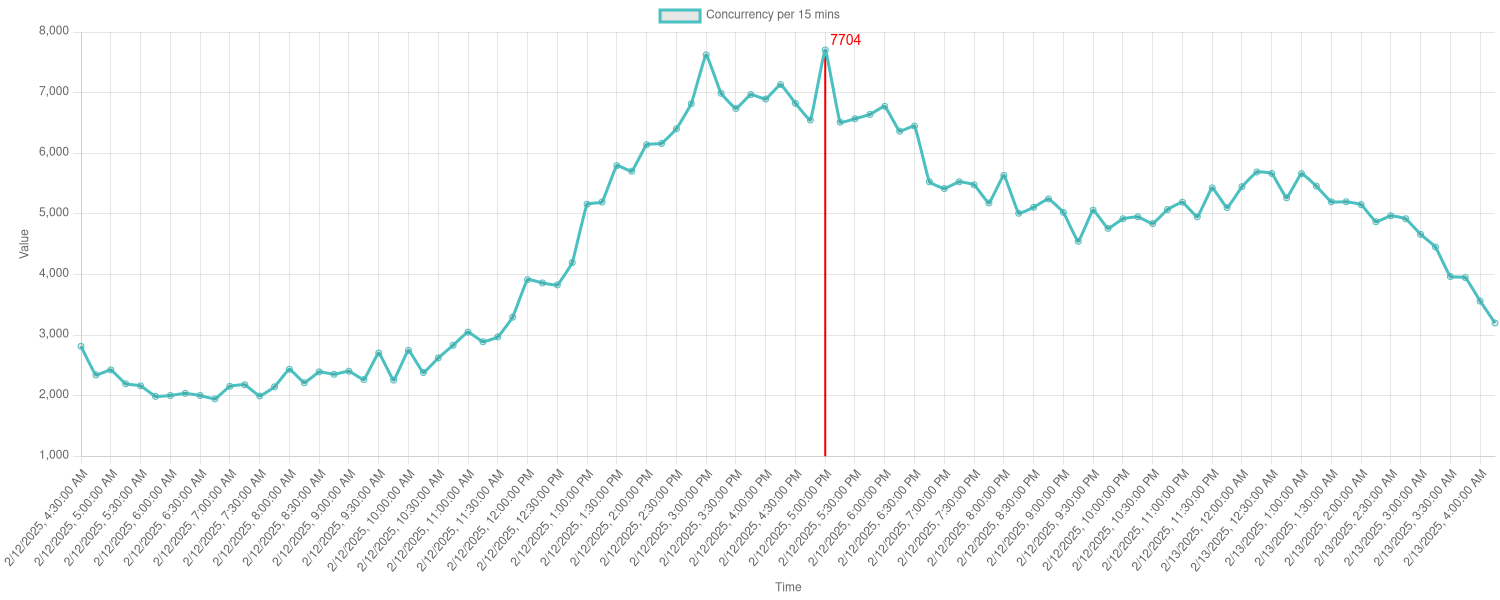 Concurrency per 15 mins
7704
8,000
7,000
6,000
5,000
4,000
3,000
2,000
1,000
Value
2/12/2025, 4:30:00 AM
2/12/2025, 5:00:00 AM
2/12/2025, 5:30:00 AM
2/12/2025, 6:00:00 AM
2/12/2025, 6:30:00 AM
2/12/2025, 7:00:00 AM
2/12/2025, 7:30:00 AM
2/12/2025, 8:00:00 AM
2/12/2025, 8:30:00 AM
2/12/2025, 9:00:00 AM
2/12/2025, 9:30:00 AM
2/12/2025, 10:00:00 AM
2/12/2025, 10:30:00 AM
2/12/2025, 11:00:00 AM
2/12/2025, 11:30:00 AM
2/12/2025, 12:00:00 PM
2/12/2025, 12:30:00 PM
2/12/2025, 1:00:00 PM
2/12/2025, 1:30:00 PM
2/12/2025, 2:00:00 PM
2/12/2025, 2:30:00 PM
2/12/2025, 3:00:00 PM
2/12/2025, 3:30:00 PM
2/12/2025, 4:00:00 PM
2/12/2025, 4:30:00 PM
2/12/2025, 5:00:00 PM
2/12/2025, 5:30:00 PM
2/12/2025, 6:00:00 PM
2/12/2025, 6:30:00 PM
2/12/2025, 7:00:00 PM
2/12/2025, 7:30:00 PM
2/12/2025, 8:00:00 PM
2/12/2025, 8:30:00 PM
2/12/2025, 9:00:00 PM
2/12/2025, 9:30:00 PM
2/12/2025, 10:00:00 PM
2/12/2025, 10:30:00 PM
2/12/2025, 11:00:00 PM
2/12/2025, 11:30:00 PM
2/13/2025, 12:00:00 AM
2/13/2025, 12:30:00 AM
2/13/2025, 1:00:00 AM
2/13/2025, 1:30:00 AM
2/13/2025, 2:00:00 AM
2/13/2025, 2:30:00 AM
2/13/2025, 3:00:00 AM
2/13/2025, 3:30:00 AM
2/13/2025, 4:00:00 AM
Time